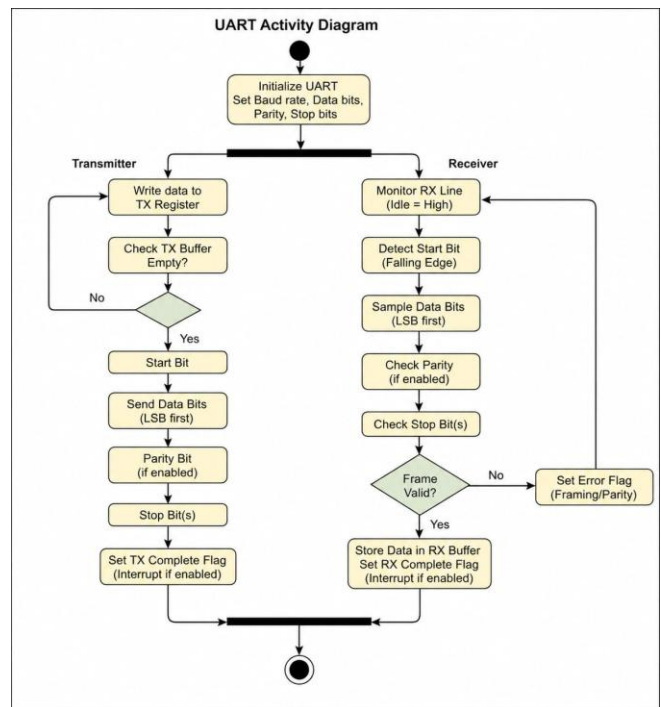 UART Activity Diagram
Initialize UART
Set Baud rate, Data bits,
Parity, Stop bits
Transmitter
Write data to
TX Register
Check TX Buffer
Empty?
No
Yes
Start Bit
Send Data Bits
(LSB first)
Parity Bit
(if enabled)
Stop Bit(s)
Set TX Complete Flag
(Interrupt if enabled)
Receiver
Monitor RX Line
(Idle = High)
Detect Start Bit
(Falling Edge)
Sample Data Bits
(LSB first)
Check Parity
(if enabled)
Check Stop Bit(s)
Frame
Valid?
No
Set Error Flag
(Framing/Parity)
Yes
Store Data in RX Buffer
Set RX Complete Flag
(Interrupt if enabled)